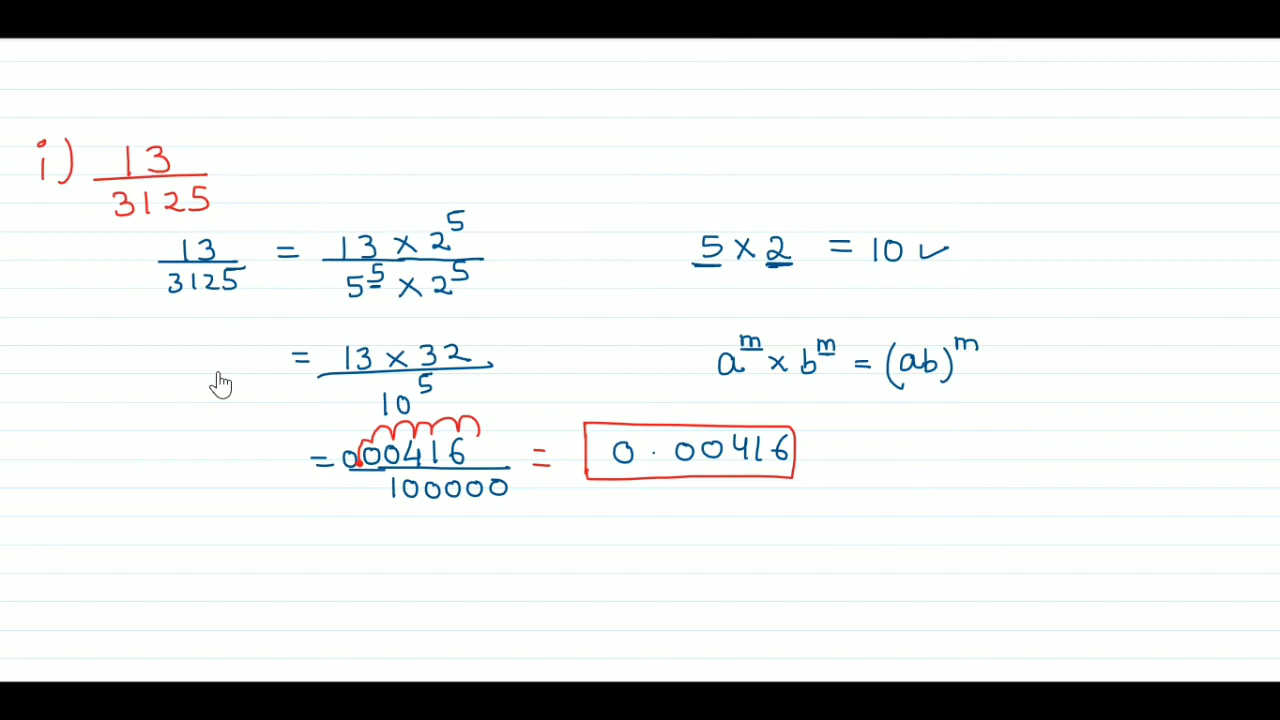 i) 13/3125
13/3125 = 13 × 2^5 / 5^5 × 2^5
5 × 2 = 10 ✓
= 13 × 32 / 10^5
a^m × b^m = (ab)^m
= 000416 / 100000 = 0.00416